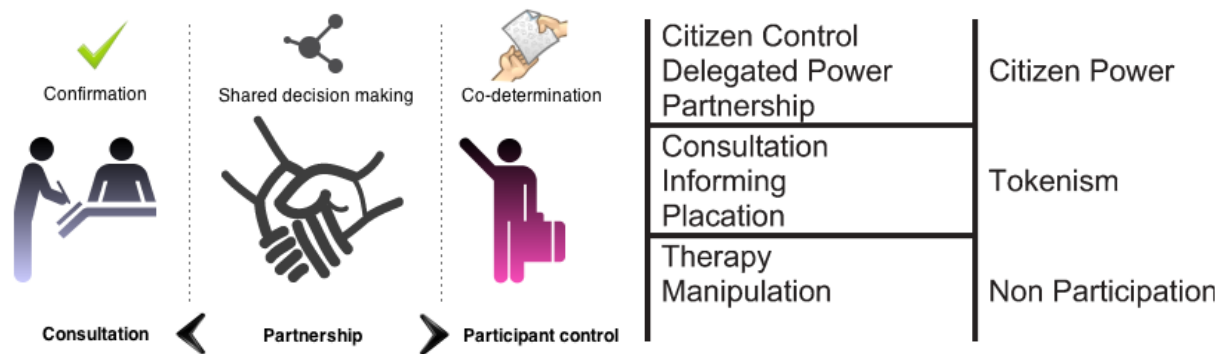 Confirmation
Shared decision making
Co-determination
Consultation
Partnership
Participant control
Citizen Control
Delegated Power
Partnership
Citizen Power
Consultation
Informing
Placation
Tokenism
Therapy
Manipulation
Non Participation